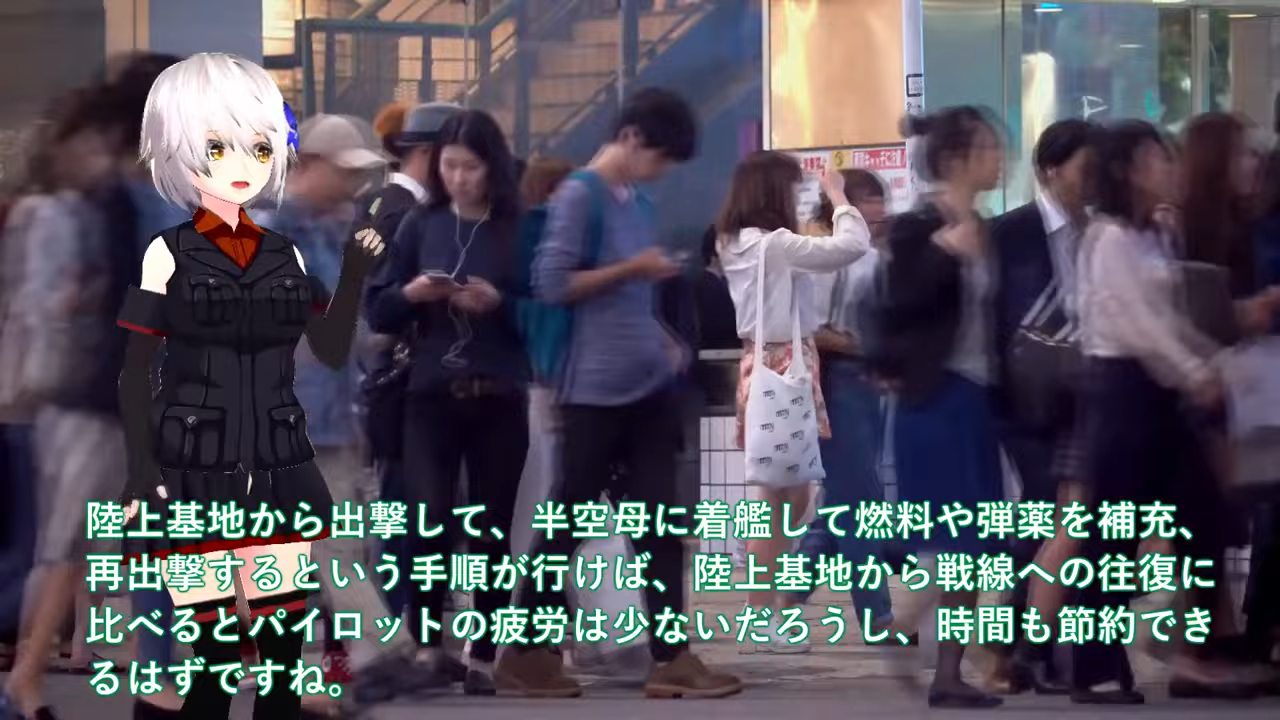 陸上基地から出撃して、半空母に着艦して燃料や弾薬を補充、
再出撃するという手順が行けば、陸上基地から戦線への往復に
比べるとパイロットの疲労は少ないだろうし、時間も節約でき
るはずですね。